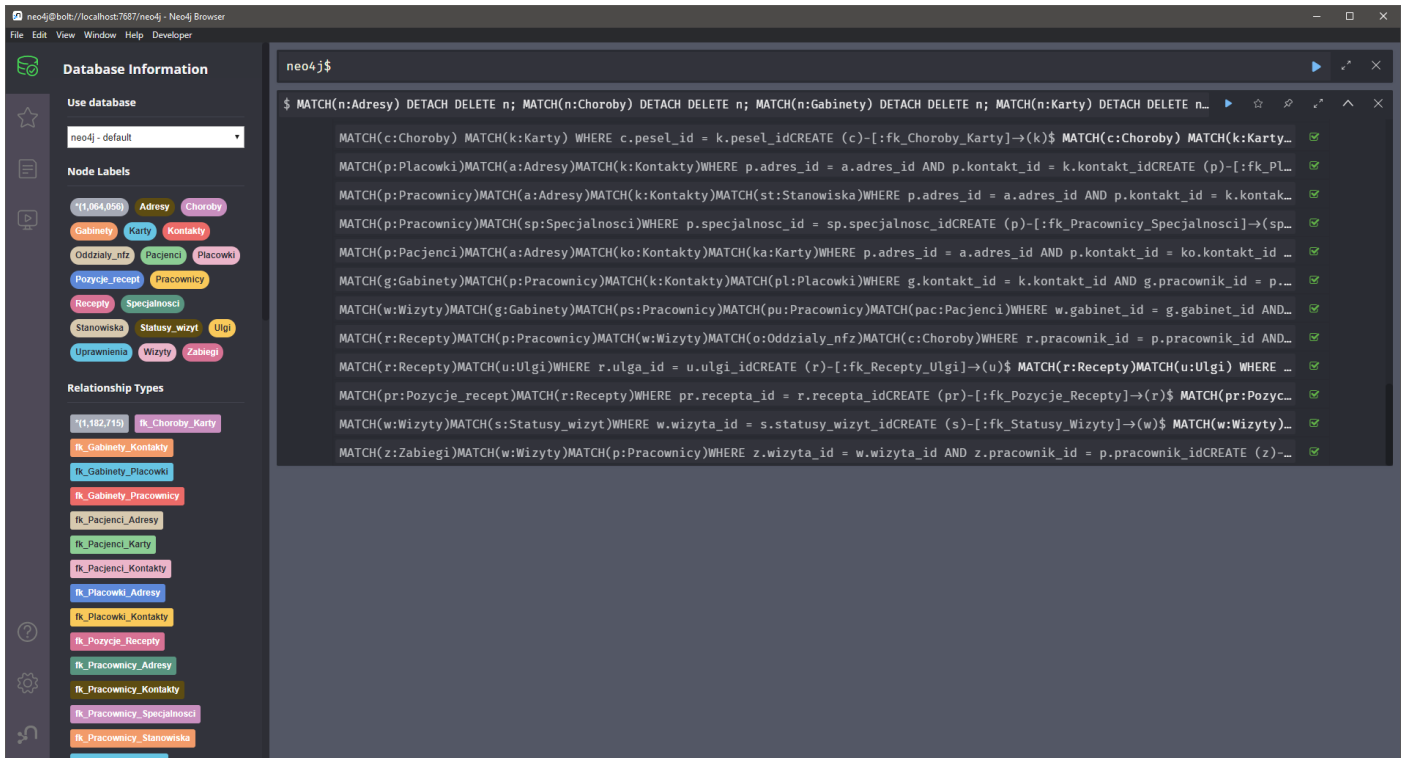 neo4j@bolt://localhost:7687/neo4j - Neo4j Browser
File Edit View Window Help Developer
Database Information
Use database
neo4j - default
Node Labels
*(1,064,056) Adresy Choroby
Gabinety Karty Kontakty
Oddzialy_nfz Pacjenci Placowki
Pozycje_recept Pracownicy
Recepty Specjalnosci
Stanowiska Statusy_wizyt Ulgi
Uprawnienia Wizyty Zabiegi
Relationship Types
*(1,182,715) fk_Choroby_Karty
fk_Gabinety_Kontakty
fk_Gabinety_Placowki
fk_Gabinety_Pracownicy
fk_Pacjenci_Adresy
fk_Pacjenci_Karty
fk_Pacjenci_Kontakty
fk_Placowki_Adresy
fk_Placowki_Kontakty
fk_Pozycje_Recepty
fk_Pracownicy_Adresy
fk_Pracownicy_Kontakty
fk_Pracownicy_Specjalnosci
fk_Pracownicy_Stanowiska
neo4j$
$ MATCH(n:Adresy) DETACH DELETE n; MATCH(n:Choroby) DETACH DELETE n; MATCH(n:Gabinety) DETACH DELETE n; MATCH(n:Karty) DETACH DELETE n…
MATCH(c:Choroby) MATCH(k:Karty) WHERE c.pesel_id = k.pesel_idCREATE (c)-[:fk_Choroby_Karty]→(k)$ MATCH(c:Choroby) MATCH(k:Karty…
MATCH(p:Placowki)MATCH(a:Adresy)MATCH(k:Kontakty)WHERE p.adres_id = a.adres_id AND p.kontakt_id = k.kontakt_idCREATE (p)-[:fk_Pl…
MATCH(p:Pracownicy)MATCH(a:Adresy)MATCH(k:Kontakty)MATCH(st:Stanowiska)WHERE p.adres_id = a.adres_id AND p.kontakt_id = k.kontak…
MATCH(p:Pracownicy)MATCH(sp:Specjalnosci)WHERE p.specjalnosc_id = sp.specjalnosc_idCREATE (p)-[:fk_Pracownicy_Specjalnosci]→(sp…
MATCH(p:Pacjenci)MATCH(a:Adresy)MATCH(ko:Kontakty)MATCH(ka:Karty)WHERE p.adres_id = a.adres_id AND p.kontakt_id = ko.kontakt_id …
MATCH(g:Gabinety)MATCH(p:Pracownicy)MATCH(k:Kontakty)MATCH(pl:Placowki)WHERE g.kontakt_id = k.kontakt_id AND g.pracownik_id = p.…
MATCH(w:Wizyty)MATCH(g:Gabinety)MATCH(ps:Pracownicy)MATCH(pu:Pracownicy)MATCH(pac:Pacjenci)WHERE w.gabinet_id = g.gabinet_id AND…
MATCH(r:Recepty)MATCH(p:Pracownicy)MATCH(w:Wizyty)MATCH(o:Oddzialy_nfz)MATCH(c:Choroby)WHERE r.pracownik_id = p.pracownik_id AND…
MATCH(r:Recepty)MATCH(u:Ulgi)WHERE r.ulga_id = u.ulgi_idCREATE (r)-[:fk_Recepty_Ulgi]→(u)$ MATCH(r:Recepty)MATCH(u:Ulgi) WHERE …
MATCH(pr:Pozycje_recept)MATCH(r:Recepty)WHERE pr.recepta_id = r.recepta_idCREATE (pr)-[:fk_Pozycje_Recepty]→(r)$ MATCH(pr:Pozyc…
MATCH(w:Wizyty)MATCH(s:Statusy_wizyt)WHERE w.wizyta_id = s.statusy_wizyt_idCREATE (s)-[:fk_Statusy_Wizyty]→(w)$ MATCH(w:Wizyty)…
MATCH(z:Zabiegi)MATCH(w:Wizyty)MATCH(p:Pracownicy)WHERE z.wizyta_id = w.wizyta_id AND z.pracownik_id = p.pracownik_idCREATE (z)-…